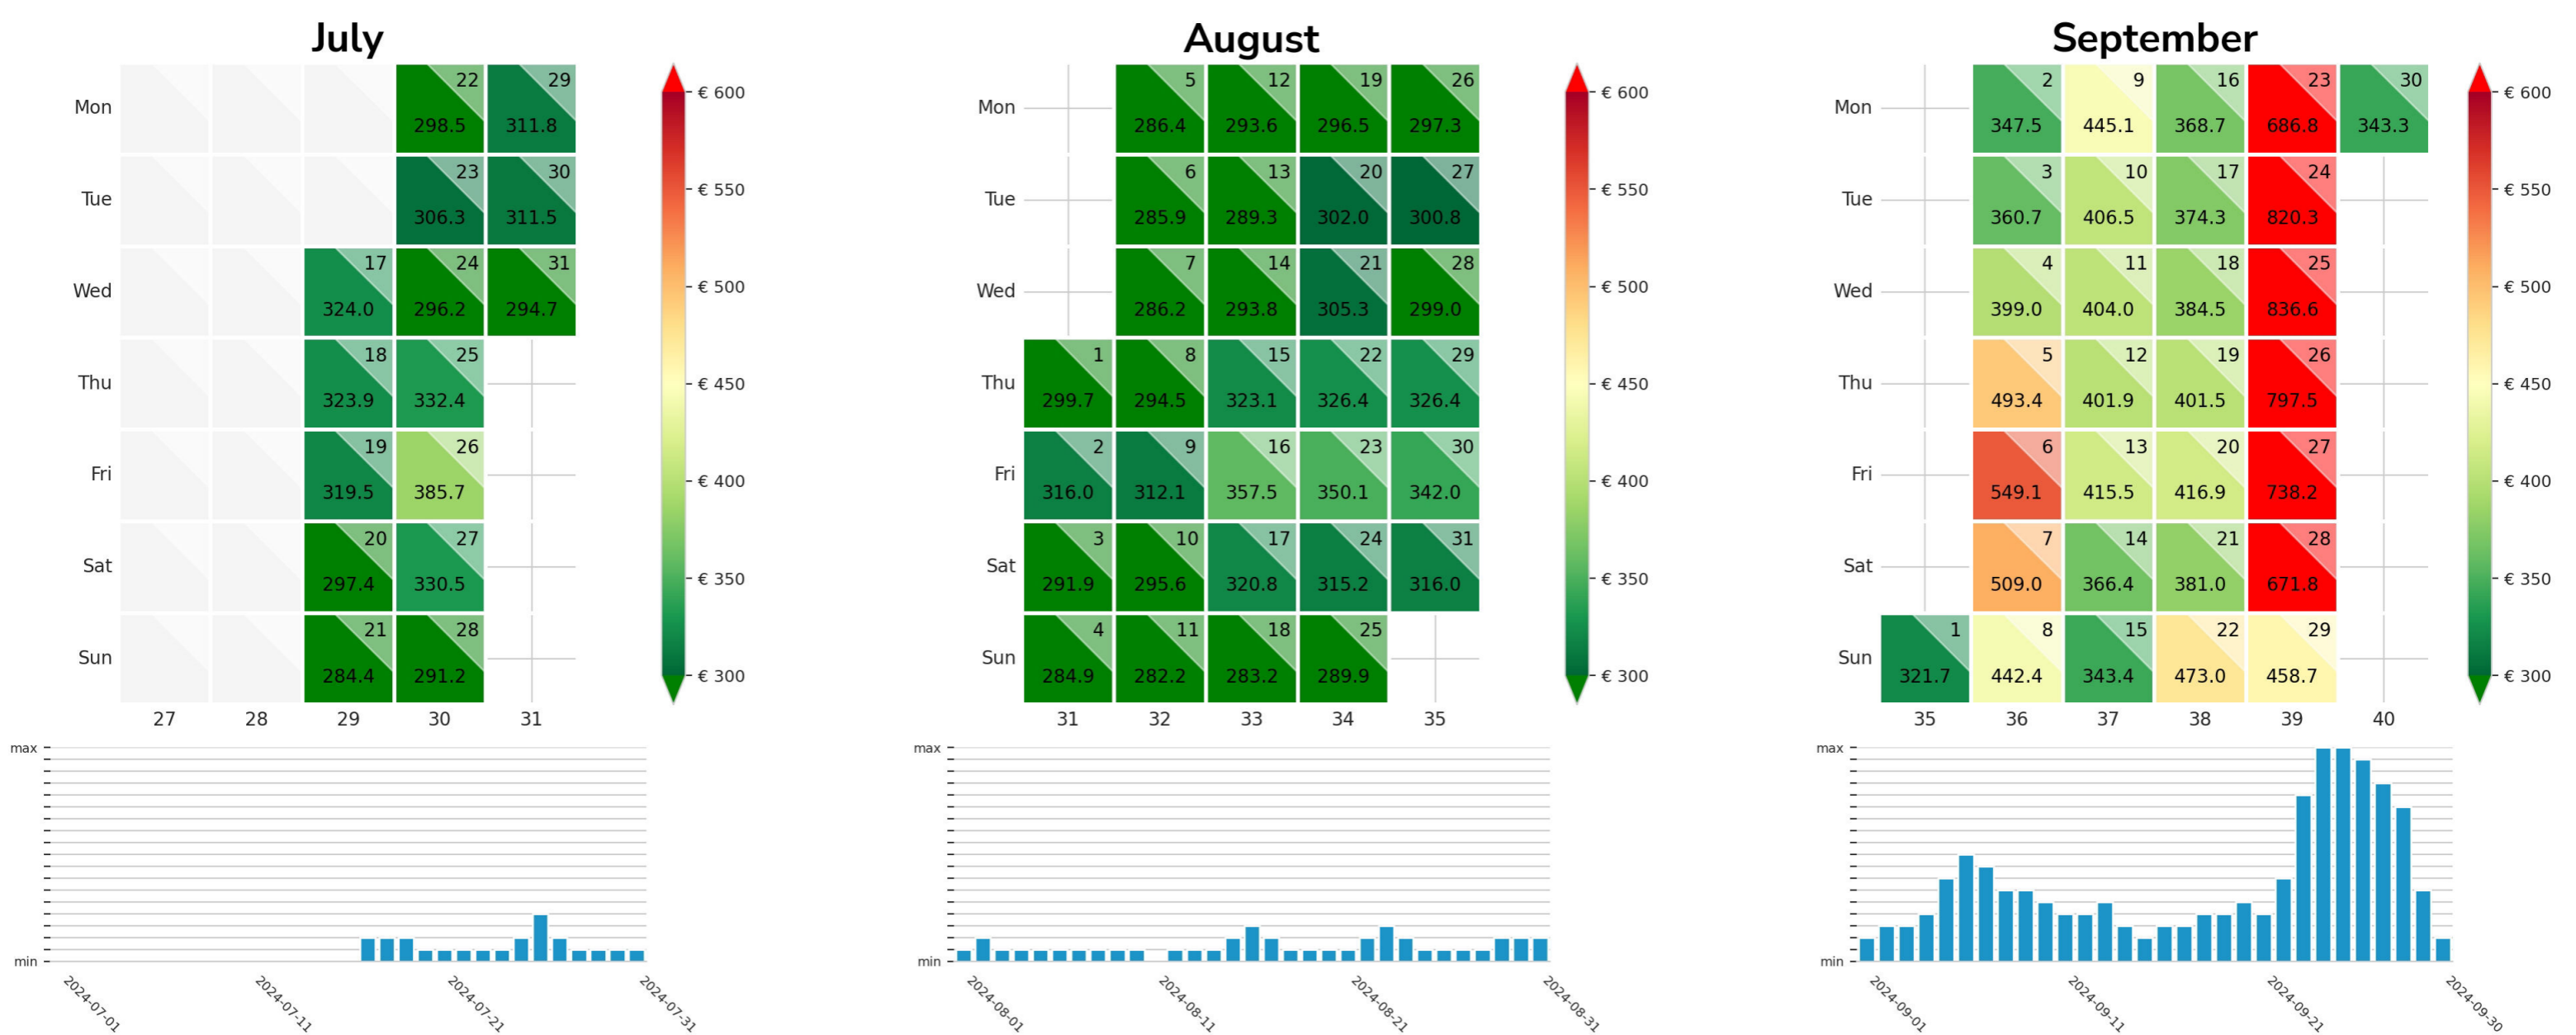 July
August
September
22 29
Mon 298.5 311.8
23 30
Tue 306.3 311.5
17 24 31
Wed 324.0 296.2 294.7
18 25
Thu 323.9 332.4
19 26
Fri 319.5 385.7
20 27
Sat 297.4 330.5
21 28
Sun 284.4 291.2
27 28 29 30 31
€ 600
€ 550
€ 500
€ 450
€ 400
€ 350
€ 300
max
min
2024-07-01
2024-07-11
2024-07-21
2024-07-31
5 12 19 26
Mon 286.4 293.6 296.5 297.3
6 13 20 27
Tue 285.9 289.3 302.0 300.8
7 14 21 28
Wed 286.2 293.8 305.3 299.0
1 8 15 22 29
Thu 299.7 294.5 323.1 326.4 326.4
2 9 16 23 30
Fri 316.0 312.1 357.5 350.1 342.0
3 10 17 24 31
Sat 291.9 295.6 320.8 315.2 316.0
4 11 18 25
Sun 284.9 282.2 283.2 289.9
31 32 33 34 35
€ 600
€ 550
€ 500
€ 450
€ 400
€ 350
€ 300
max
min
2024-08-01
2024-08-11
2024-08-21
2024-08-31
2 9 16 23 30
Mon 347.5 445.1 368.7 686.8 343.3
3 10 17 24
Tue 360.7 406.5 374.3 820.3
4 11 18 25
Wed 399.0 404.0 384.5 836.6
5 12 19 26
Thu 493.4 401.9 401.5 797.5
6 13 20 27
Fri 549.1 415.5 416.9 738.2
7 14 21 28
Sat 509.0 366.4 381.0 671.8
1 8 15 22 29
Sun 321.7 442.4 343.4 473.0 458.7
35 36 37 38 39 40
€ 600
€ 550
€ 500
€ 450
€ 400
€ 350
€ 300
max
min
2024-09-01
2024-09-11
2024-09-21
2024-09-30